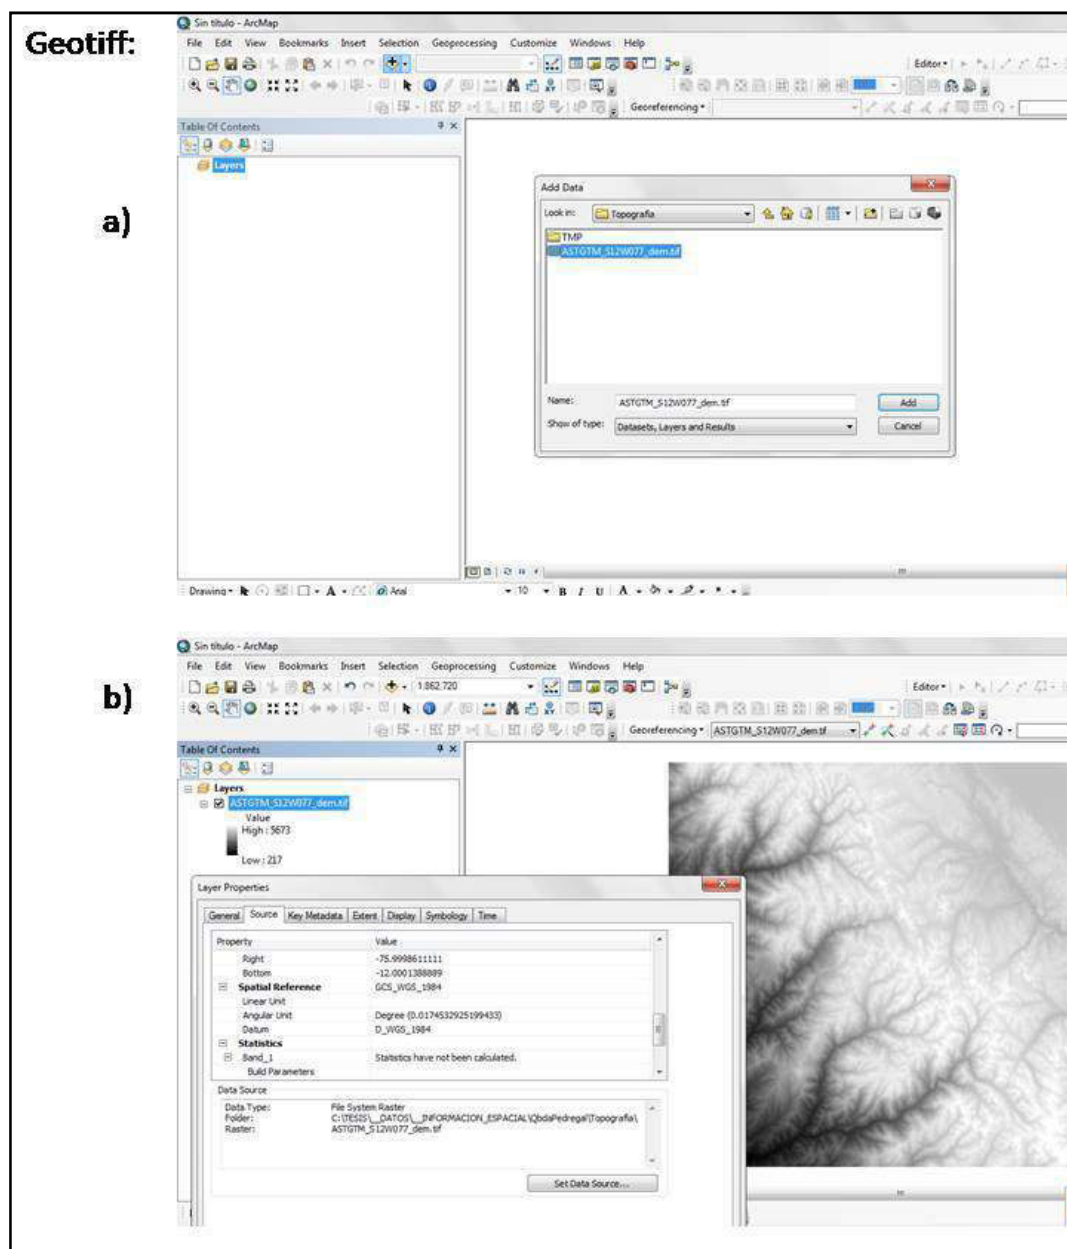 Geotiff:
a)
Sin título - ArcMap
File Edit View Bookmarks Insert Selection Geoprocessing Customize Windows Help
Editor
Georeferencing
Table Of Contents
Layers
Add Data
Look in: Topografia
TMP
ASTGTM_S12W077_dem.tif
Name: ASTGTM_S12W077_dem.tif Add
Show of type: Datasets, Layers and Results Cancel
Drawing A Arial 10 B I U A
b)
Sin título - ArcMap
File Edit View Bookmarks Insert Selection Geoprocessing Customize Windows Help
1:862.720 Editor
Georeferencing ASTGTM_S12W077_dem.tif
Table Of Contents
Layers
ASTGTM_S12W077_dem.tif
Value
High : 5673
Low : 217
Layer Properties
General Source Key Metadata Extent Display Symbology Time
Property Value
Right -75.9998611111
Bottom -12.0001388889
Spatial Reference GCS_WGS_1984
Linear Unit
Angular Unit Degree (0.0174532925199433)
Datum D_WGS_1984
Statistics
Band_1 Statistics have not been calculated.
Build Parameters
Data Source
Data Type: File System Raster
Folder: C:\TESIS\__DATOS\__INFORMACION_ESPACIAL\QbdaPedregal\Topografia\
Raster: ASTGTM_S12W077_dem.tif
Set Data Source...